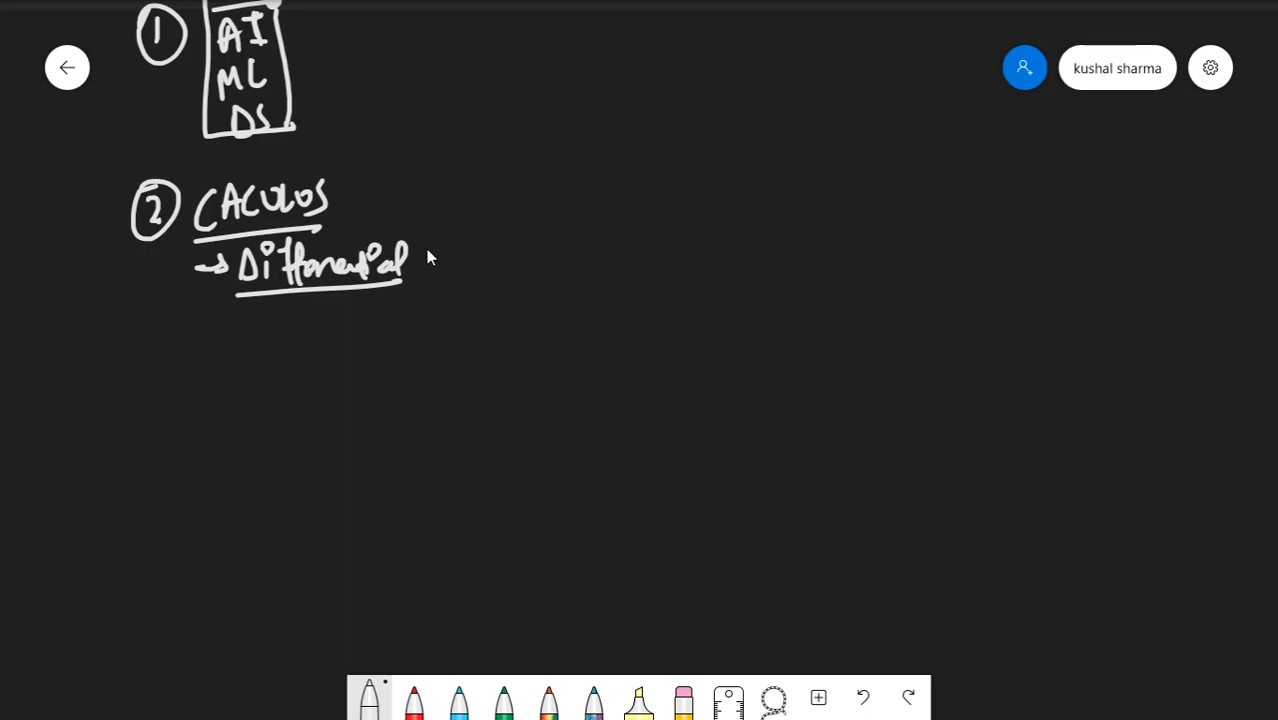 ① AI
ML
DS
kushal sharma
② CACULUS
→ Differential